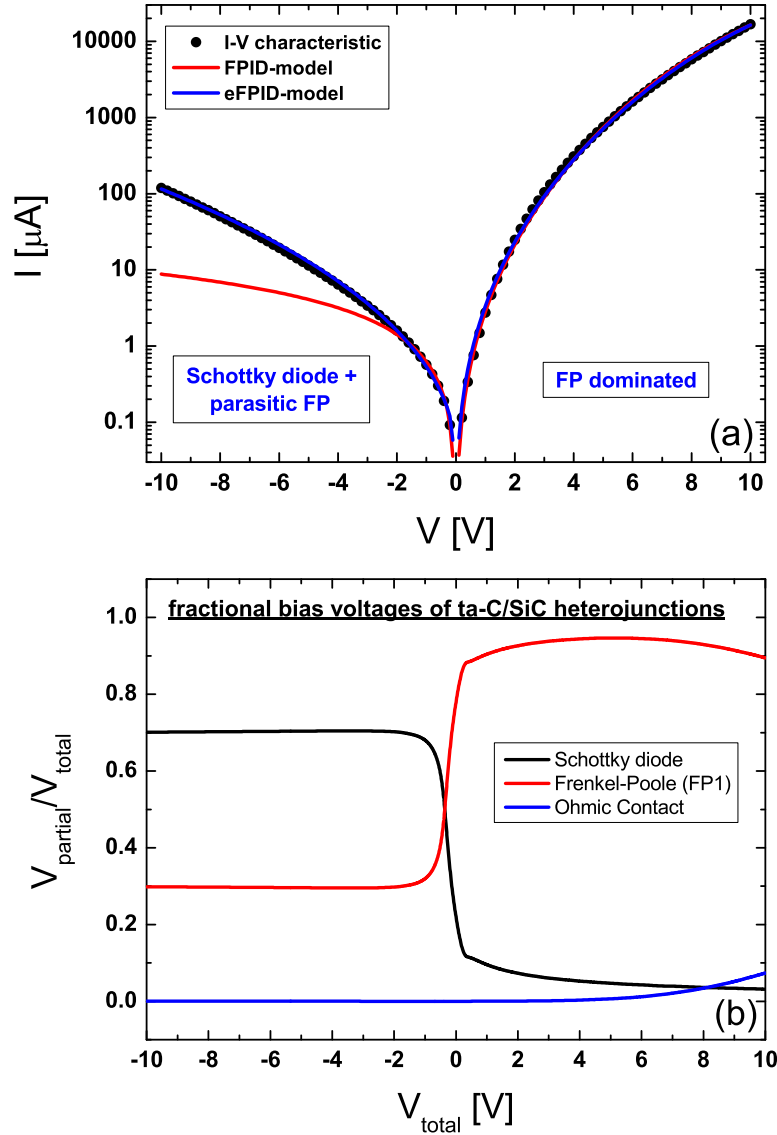 10000
1000
100
10
1
0.1
I [μA]
I-V characteristic
FPID-model
eFPID-model
Schottky diode +
parasitic FP
FP dominated
(a)
-10 -8 -6 -4 -2 0 2 4 6 8 10
V [V]
fractional bias voltages of ta-C/SiC heterojunctions
1.0
0.8
0.6
0.4
0.2
0.0
V_partial/V_total
Schottky diode
Frenkel-Poole (FP1)
Ohmic Contact
(b)
-10 -8 -6 -4 -2 0 2 4 6 8 10
V_total [V]